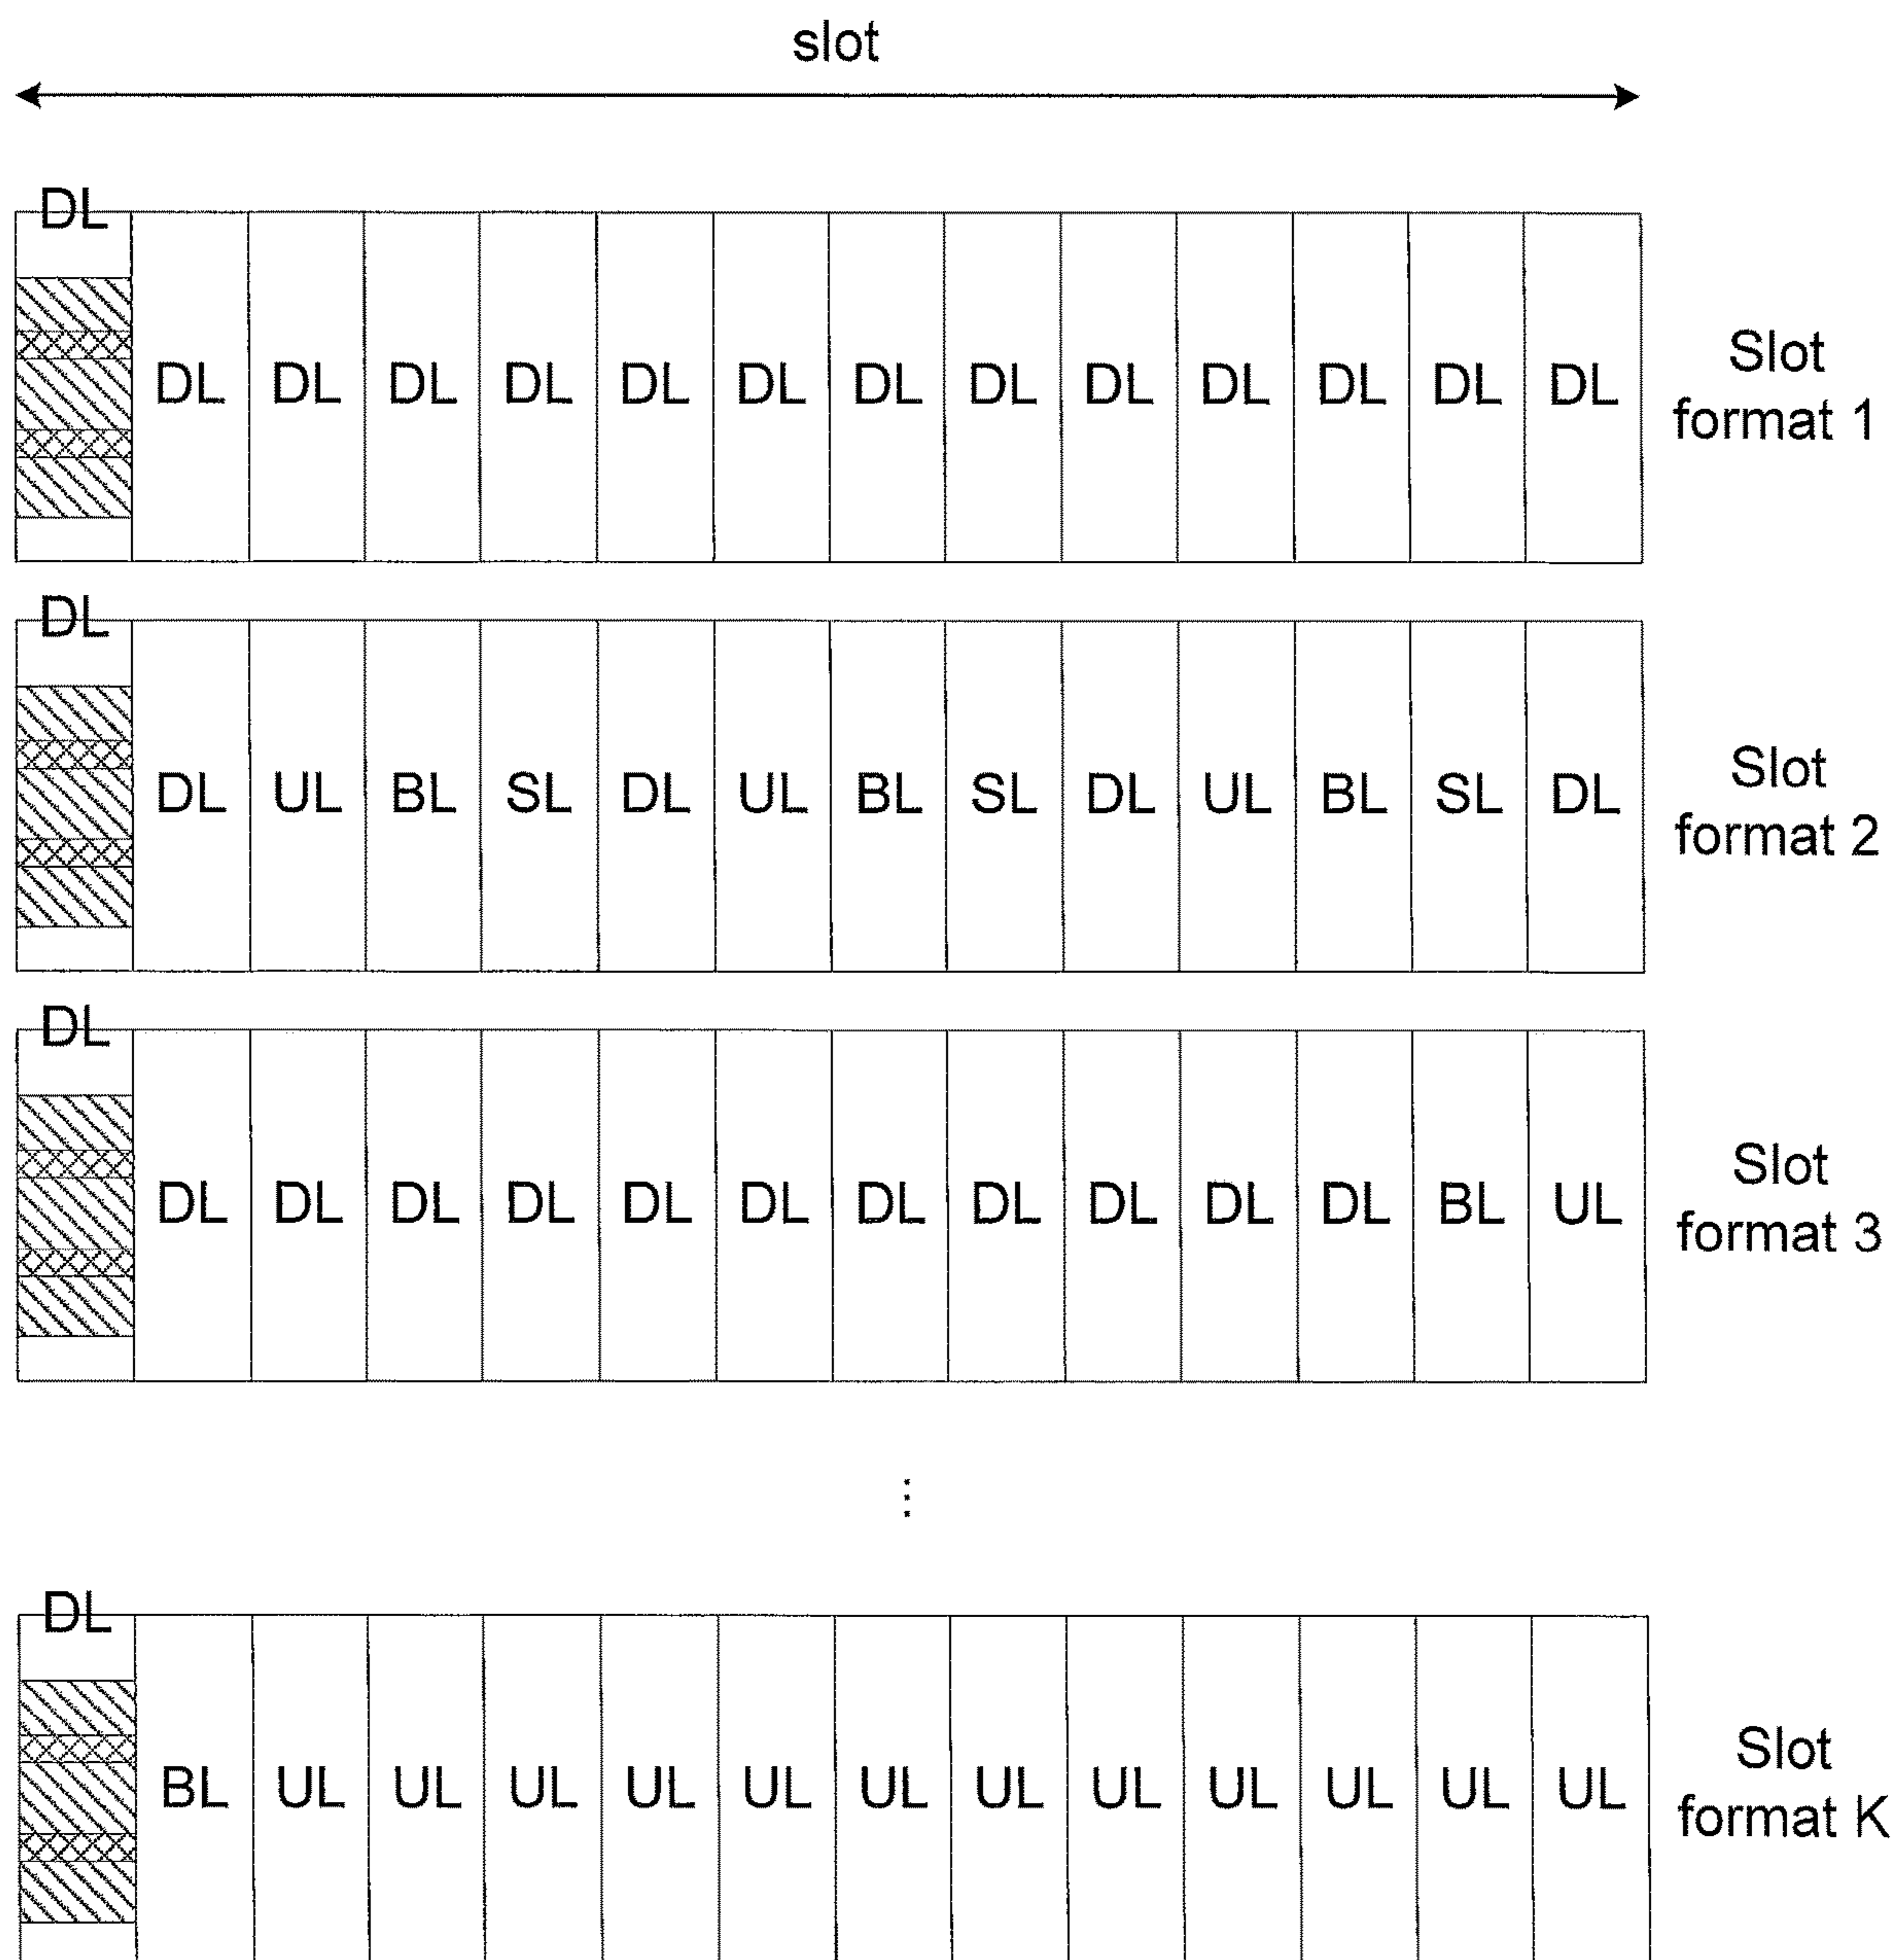 slot
DL
DL DL DL DL DL DL DL DL DL DL DL DL DL
Slot
format 1
DL
DL UL BL SL DL UL BL SL DL UL BL SL DL
Slot
format 2
DL
DL DL DL DL DL DL DL DL DL DL DL BL UL
Slot
format 3
⋮
DL
BL UL UL UL UL UL UL UL UL UL UL UL UL
Slot
format K